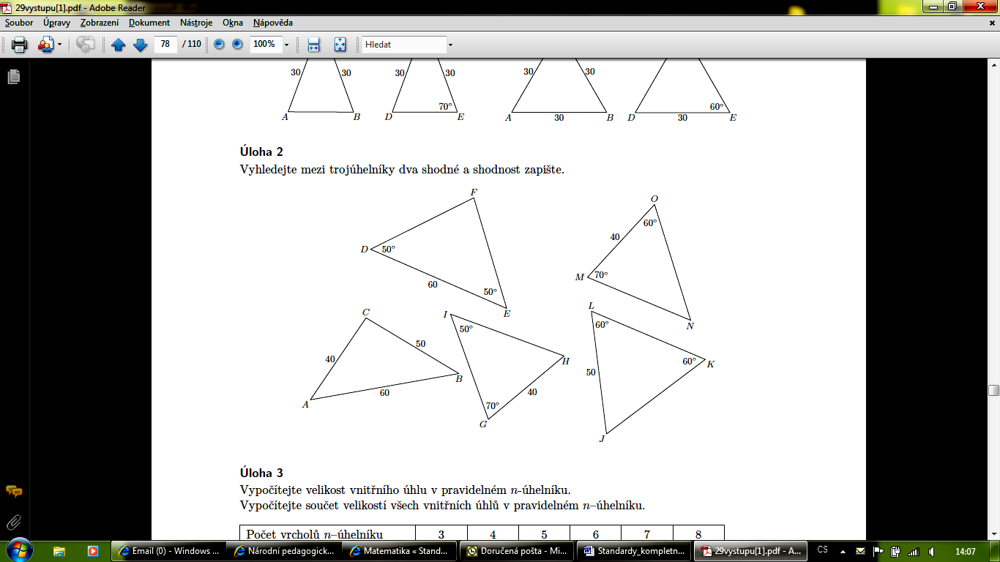 29vystupu[1].pdf - Adobe Reader
Soubor Úpravy Zobrazení Dokument Nástroje Okna Nápověda
78 / 110 100% Hledat
30 30 30 30 30 30
70° 60°
A B D E A 30 B D 30 E
Úloha 2
Vyhledejte mezi trojúhelníky dva shodné a shodnost zapište.
F
O
60°
40
D 50°
M 70°
60
50°
E
N
C
I
L
50°
60°
50
H
60°
K
40
50
B
60
40
A
70°
G
J
Úloha 3
Vypočítejte velikost vnitřního úhlu v pravidelném n-úhelníku.
Vypočítejte součet velikostí všech vnitřních úhlů v pravidelném n–úhelníku.
Počet vrcholů n–úhelníku 3 4 5 6 7 8
Email (0) - Windows ... Národní pedagogick... Matematika « Stand... Doručená pošta - Mi... Standardy_kompletn... 29vystupu[1].pdf - A... CS 14:07